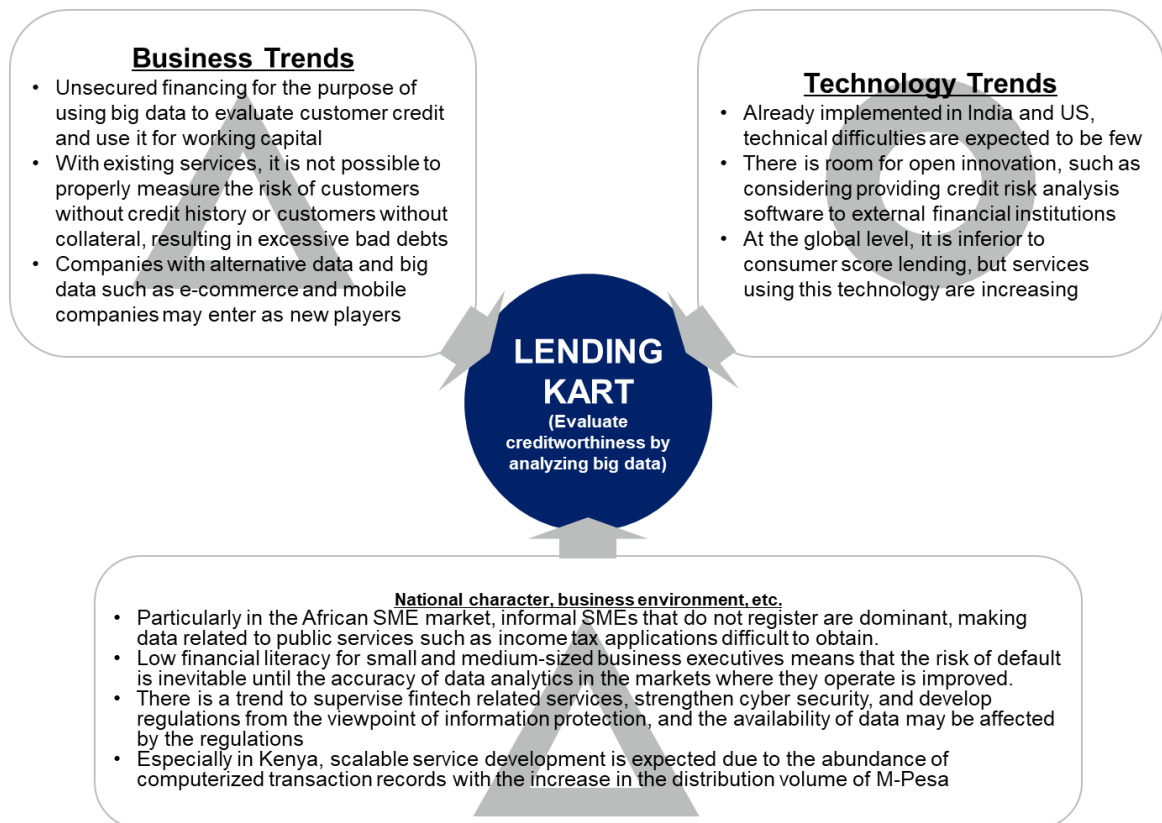 Business Trends
• Unsecured financing for the purpose of
using big data to evaluate customer credit
and use it for working capital
• With existing services, it is not possible to
properly measure the risk of customers
without credit history or customers without
collateral, resulting in excessive bad debts
• Companies with alternative data and big
data such as e-commerce and mobile
companies may enter as new players
Technology Trends
• Already implemented in India and US,
technical difficulties are expected to be few
• There is room for open innovation, such as
considering providing credit risk analysis
software to external financial institutions
• At the global level, it is inferior to
consumer score lending, but services
using this technology are increasing
LENDING
KART
(Evaluate
creditworthiness by
analyzing big data)
National character, business environment, etc.
• Particularly in the African SME market, informal SMEs that do not register are dominant, making
data related to public services such as income tax applications difficult to obtain.
• Low financial literacy for small and medium-sized business executives means that the risk of default
is inevitable until the accuracy of data analytics in the markets where they operate is improved.
• There is a trend to supervise fintech related services, strengthen cyber security, and develop
regulations from the viewpoint of information protection, and the availability of data may be affected
by the regulations
• Especially in Kenya, scalable service development is expected due to the abundance of
computerized transaction records with the increase in the distribution volume of M-Pesa